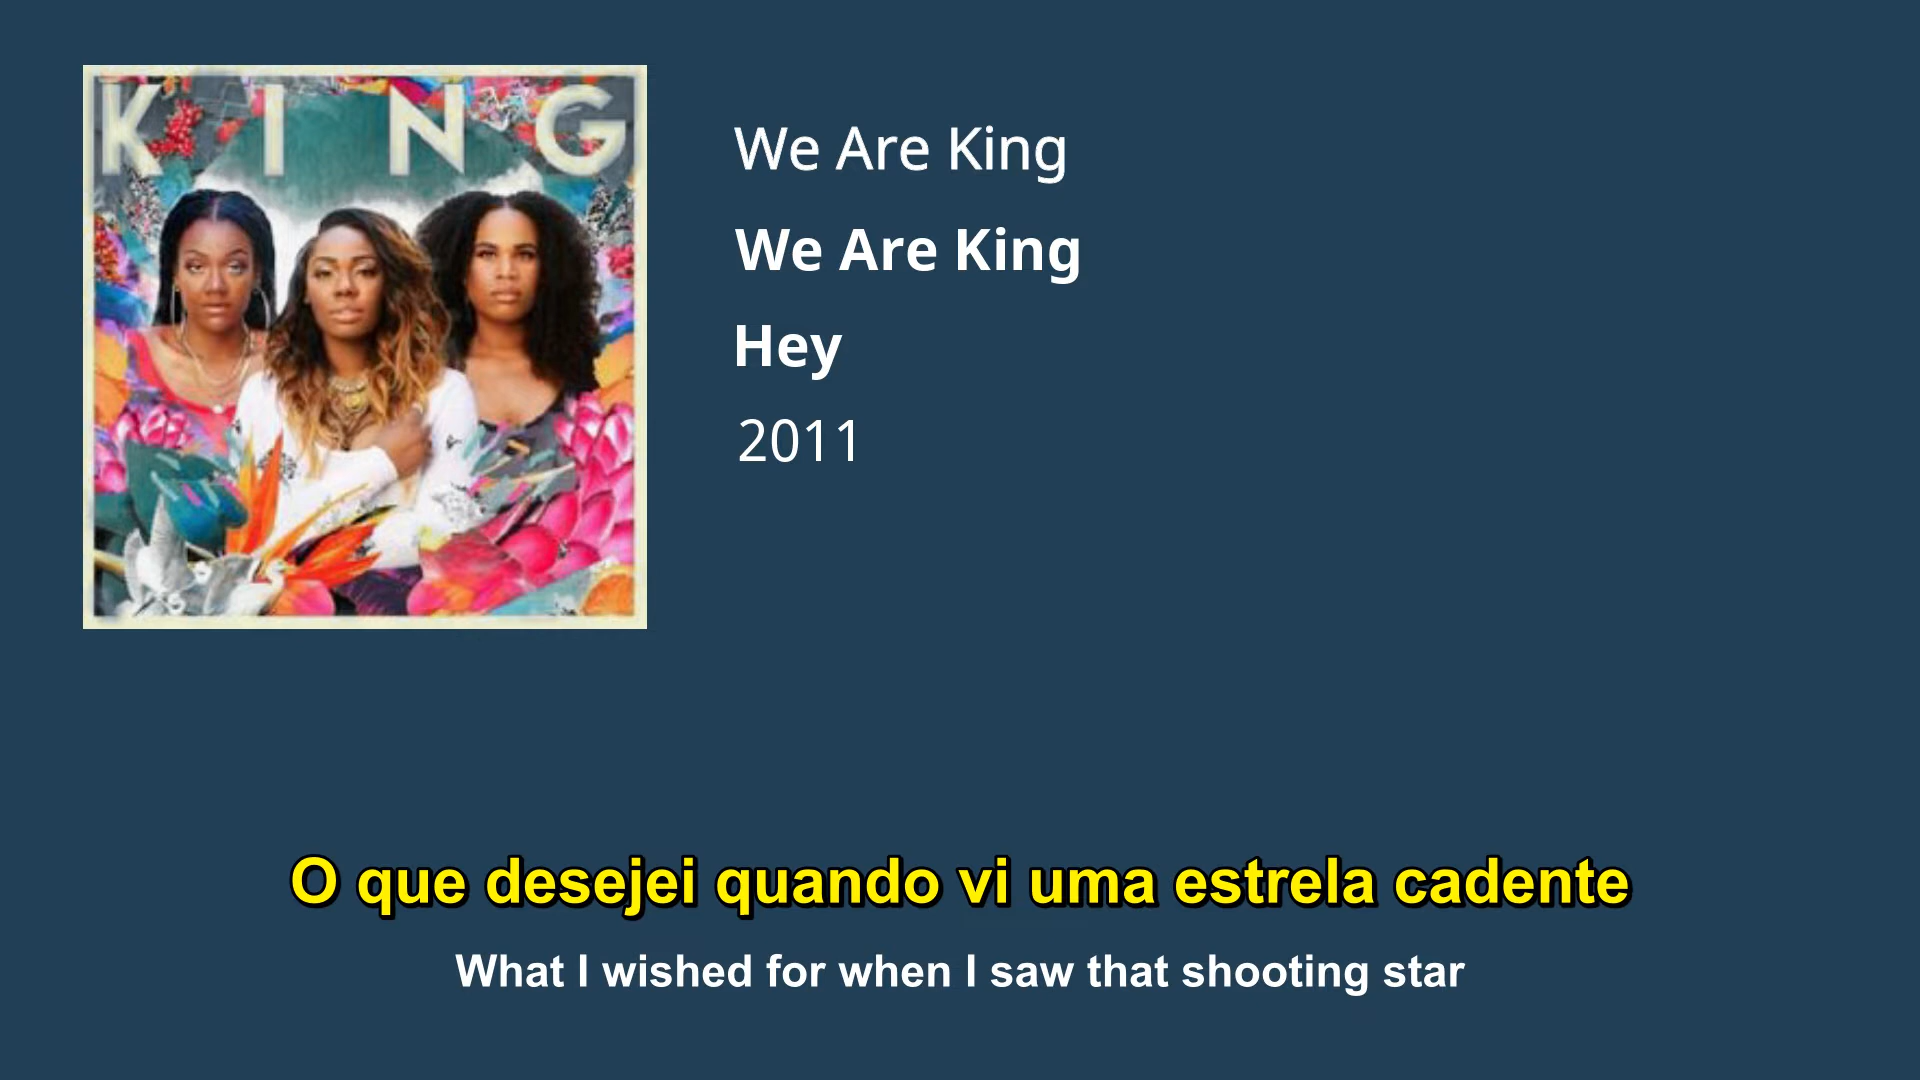 KING
We Are King
We Are King
Hey
2011
O que desejei quando vi uma estrela cadente
What I wished for when I saw that shooting star